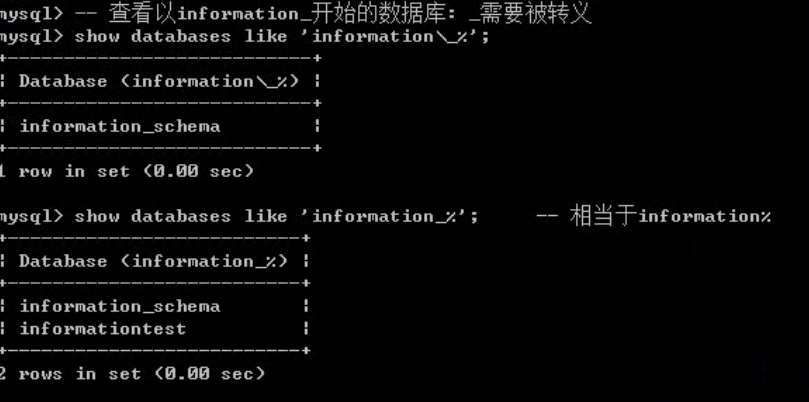 mysql> -- 查看以information_开始的数据库：_需要被转义
mysql> show databases like 'information\_%';
+----------------------------+
| Database (information\_%) |
+----------------------------+
| information_schema         |
+----------------------------+
1 row in set (0.00 sec)
mysql> show databases like 'information_%';     -- 相当于information%
+---------------------------+
| Database (information_%) |
+---------------------------+
| information_schema        |
| informationtest           |
+---------------------------+
2 rows in set (0.00 sec)